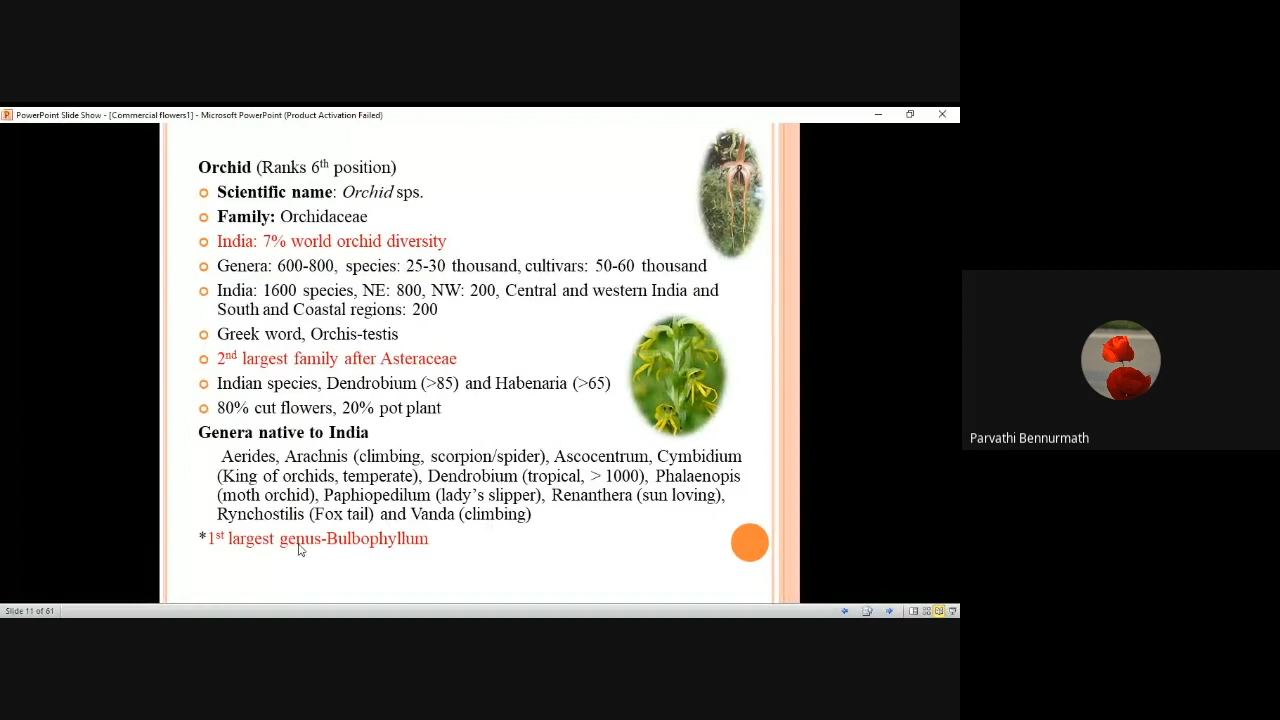 PowerPoint Slide Show - [Commercial flowers1] - Microsoft PowerPoint (Product Activation Failed)
Orchid (Ranks 6th position)
Scientific name: Orchid sps.
Family: Orchidaceae
India: 7% world orchid diversity
Genera: 600-800, species: 25-30 thousand, cultivars: 50-60 thousand
India: 1600 species, NE: 800, NW: 200, Central and western India and
South and Coastal regions: 200
Greek word, Orchis-testis
2nd largest family after Asteraceae
Indian species, Dendrobium (>85) and Habenaria (>65)
80% cut flowers, 20% pot plant
Genera native to India
Aerides, Arachnis (climbing, scorpion/spider), Ascocentrum, Cymbidium
(King of orchids, temperate), Dendrobium (tropical, > 1000), Phalaenopis
(moth orchid), Paphiopedilum (lady's slipper), Renanthera (sun loving),
Rynchostilis (Fox tail) and Vanda (climbing)
*1st largest genus-Bulbophyllum
Slide 11 of 61
Parvathi Bennurmath